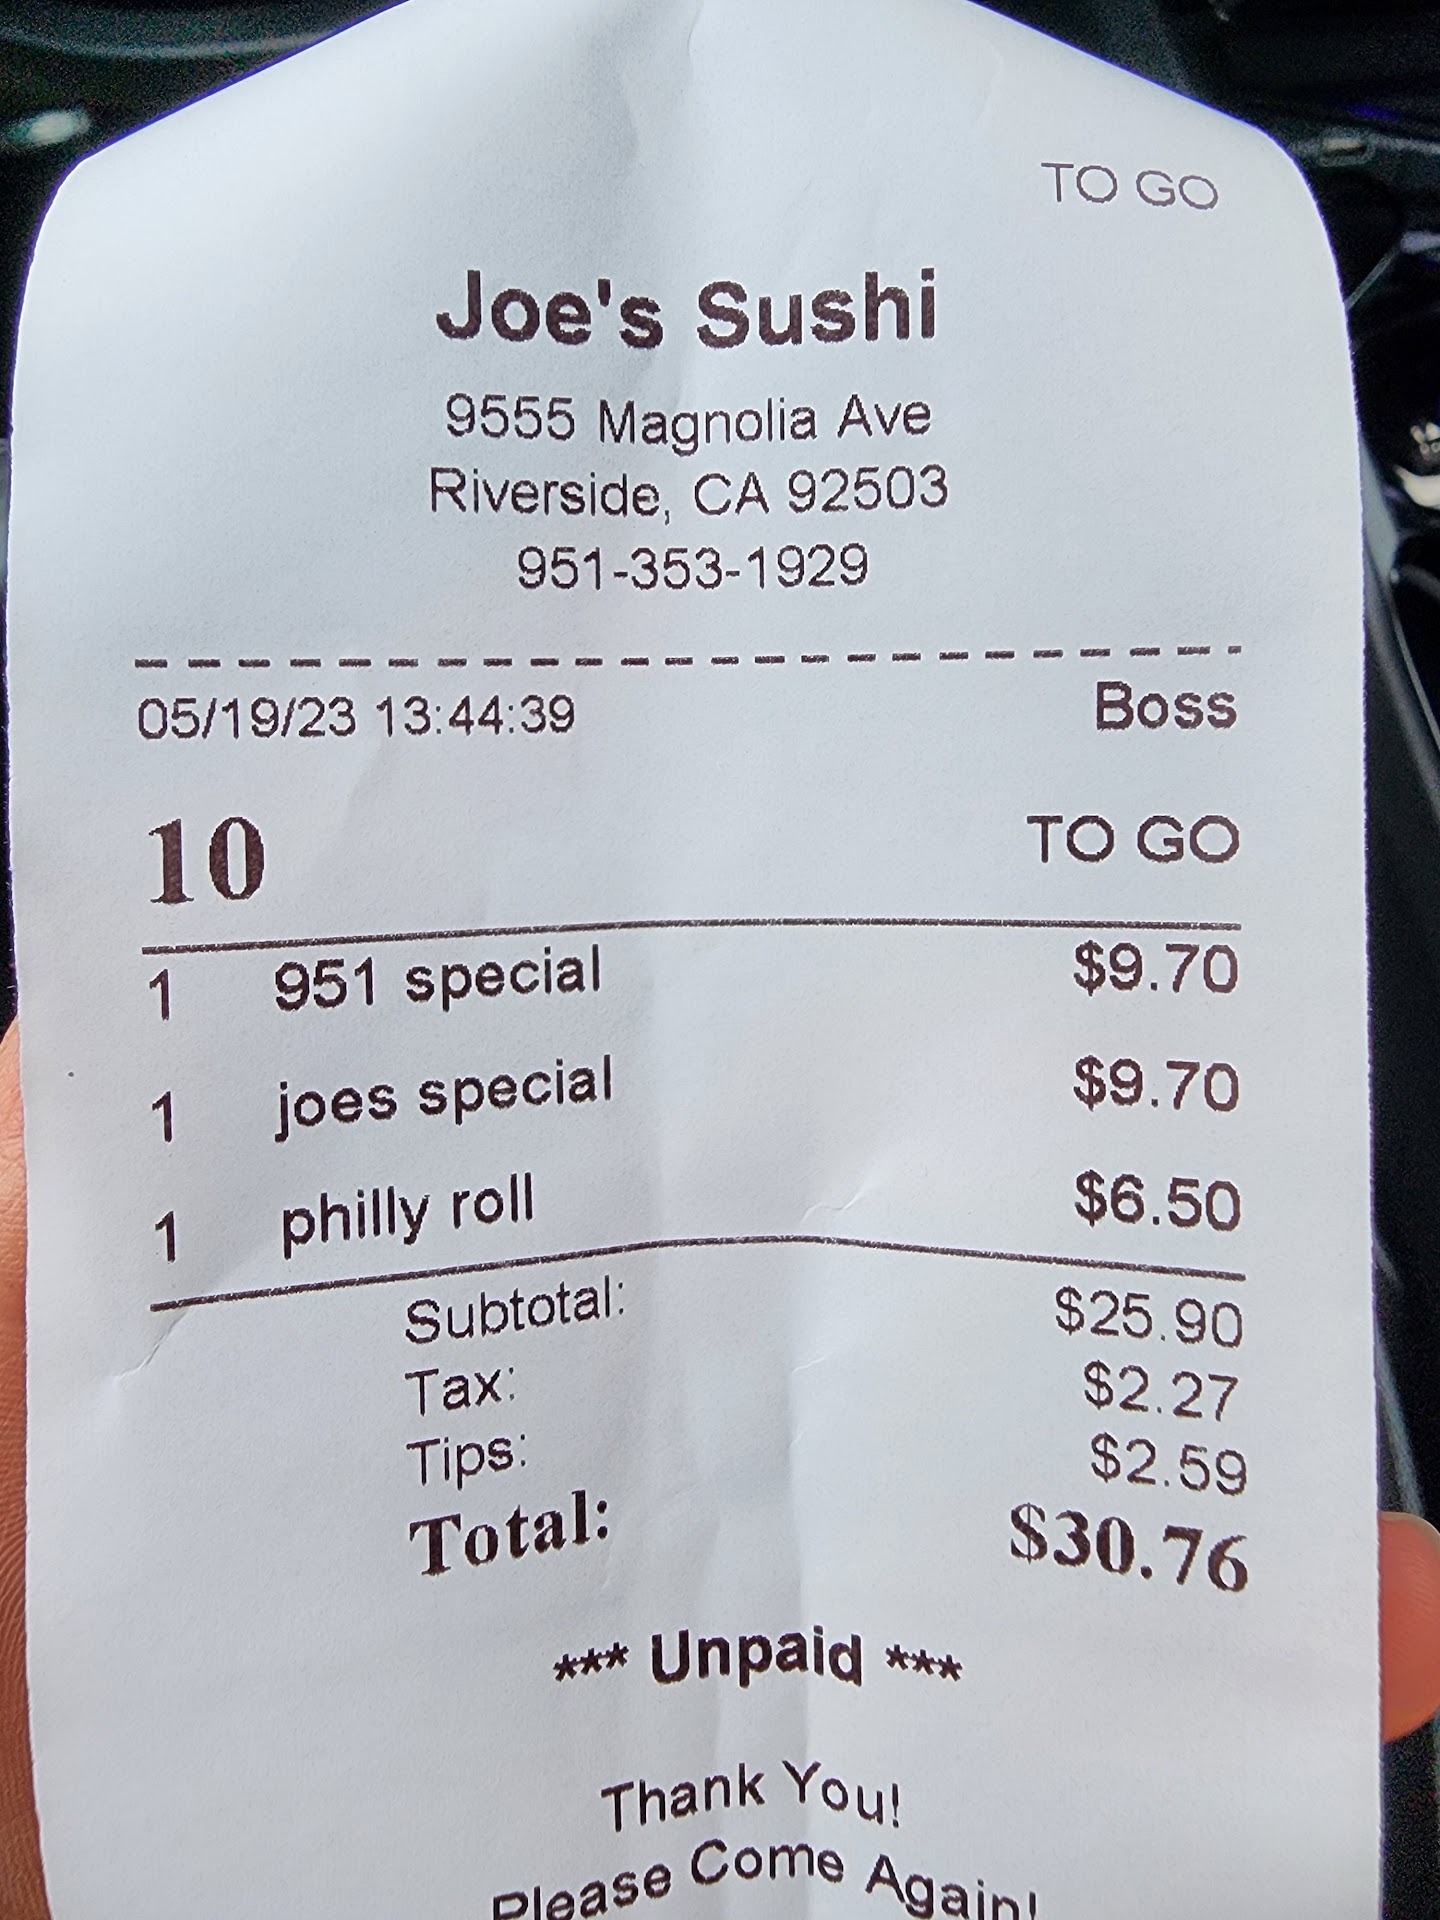 TO GO
Joe's Sushi
9555 Magnolia Ave
Riverside, CA 92503
951-353-1929
------------------------
05/19/23 13:44:39 Boss
10 TO GO
1 951 special $9.70
1 joes special $9.70
1 philly roll $6.50
Subtotal: $25.90
Tax: $2.27
Tips: $2.59
Total: $30.76
*** Unpaid ***
Thank You!
Please Come Again!